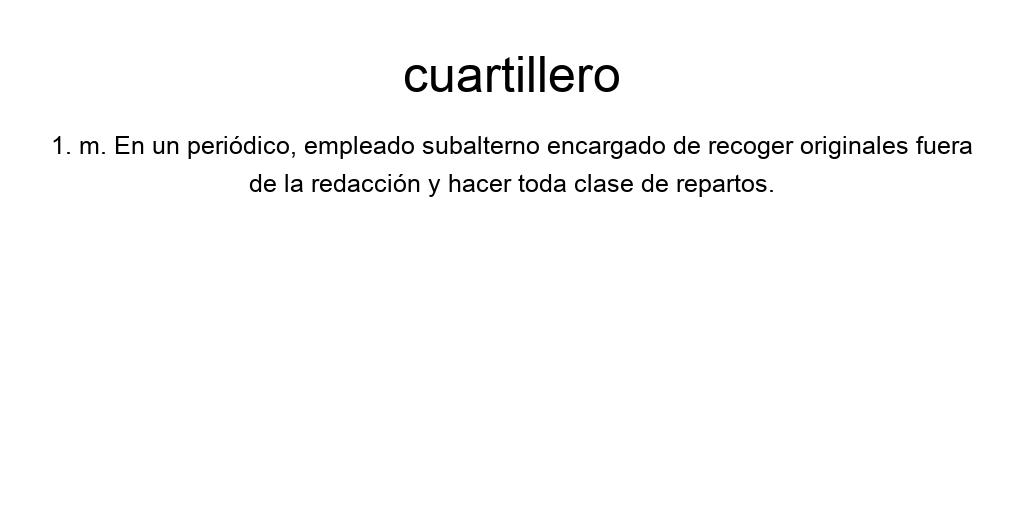 cuartillero
1. m. En un periódico, empleado subalterno encargado de recoger originales fuera
de la redacción y hacer toda clase de repartos.